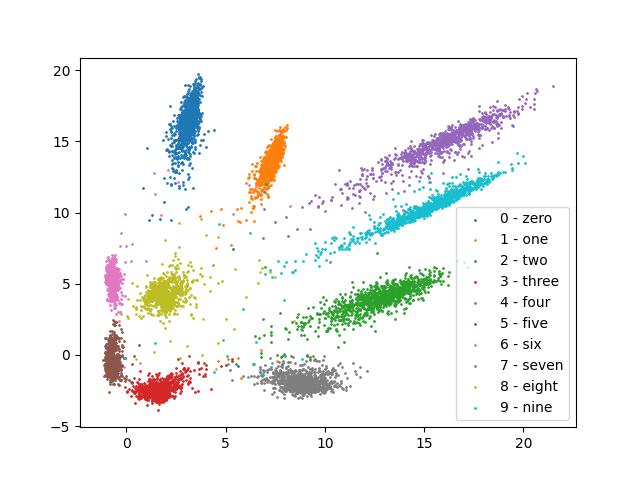 20
15
10
5
0
−5
0 - zero
1 - one
2 - two
3 - three
4 - four
5 - five
6 - six
7 - seven
8 - eight
9 - nine
0 5 10 15 20